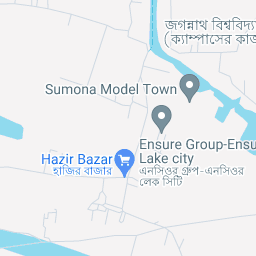 জগন্নাথ বিশ্ববিদ্য
(ক্যাম্পাসের কাজ
Sumona Model Town
Ensure Group-Ensu
Lake city
এনসিওর গ্রুপ-এনসিওর
লেক সিটি
Hazir Bazar
হাজির বাজার